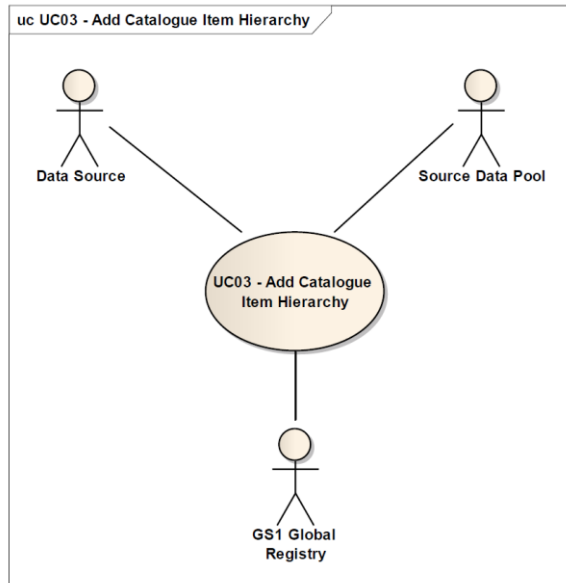 uc UC03 - Add Catalogue Item Hierarchy
Data Source
Source Data Pool
UC03 - Add Catalogue
Item Hierarchy
GS1 Global
Registry